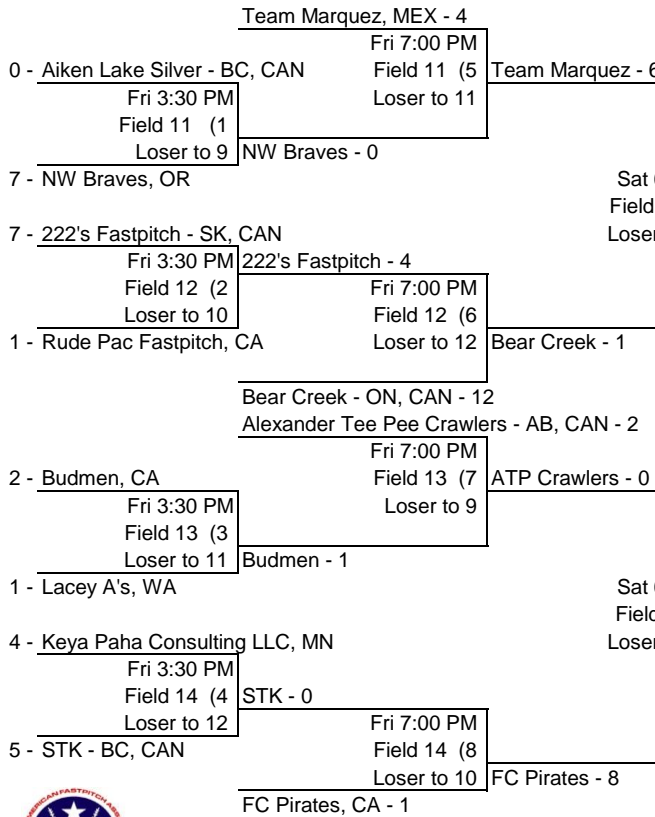 Team Marquez, MEX - 4
Fri 7:00 PM
0 - Aiken Lake Silver - BC, CAN Field 11 (5 Team Marquez - 6
Fri 3:30 PM Loser to 11
Field 11 (1
Loser to 9 NW Braves - 0
7 - NW Braves, OR Sat
Field
7 - 222's Fastpitch - SK, CAN Loser
Fri 3:30 PM 222's Fastpitch - 4
Field 12 (2 Fri 7:00 PM
Loser to 10 Field 12 (6
1 - Rude Pac Fastpitch, CA Loser to 12 Bear Creek - 1
Bear Creek - ON, CAN - 12
Alexander Tee Pee Crawlers - AB, CAN - 2
Fri 7:00 PM
2 - Budmen, CA Field 13 (7 ATP Crawlers - 0
Fri 3:30 PM Loser to 9
Field 13 (3
Loser to 11 Budmen - 1
1 - Lacey A's, WA Sat
Field
4 - Keya Paha Consulting LLC, MN Loser
Fri 3:30 PM
Field 14 (4 STK - 0
Loser to 12 Fri 7:00 PM
5 - STK - BC, CAN Field 14 (8
Loser to 10 FC Pirates - 8
FC Pirates, CA - 1